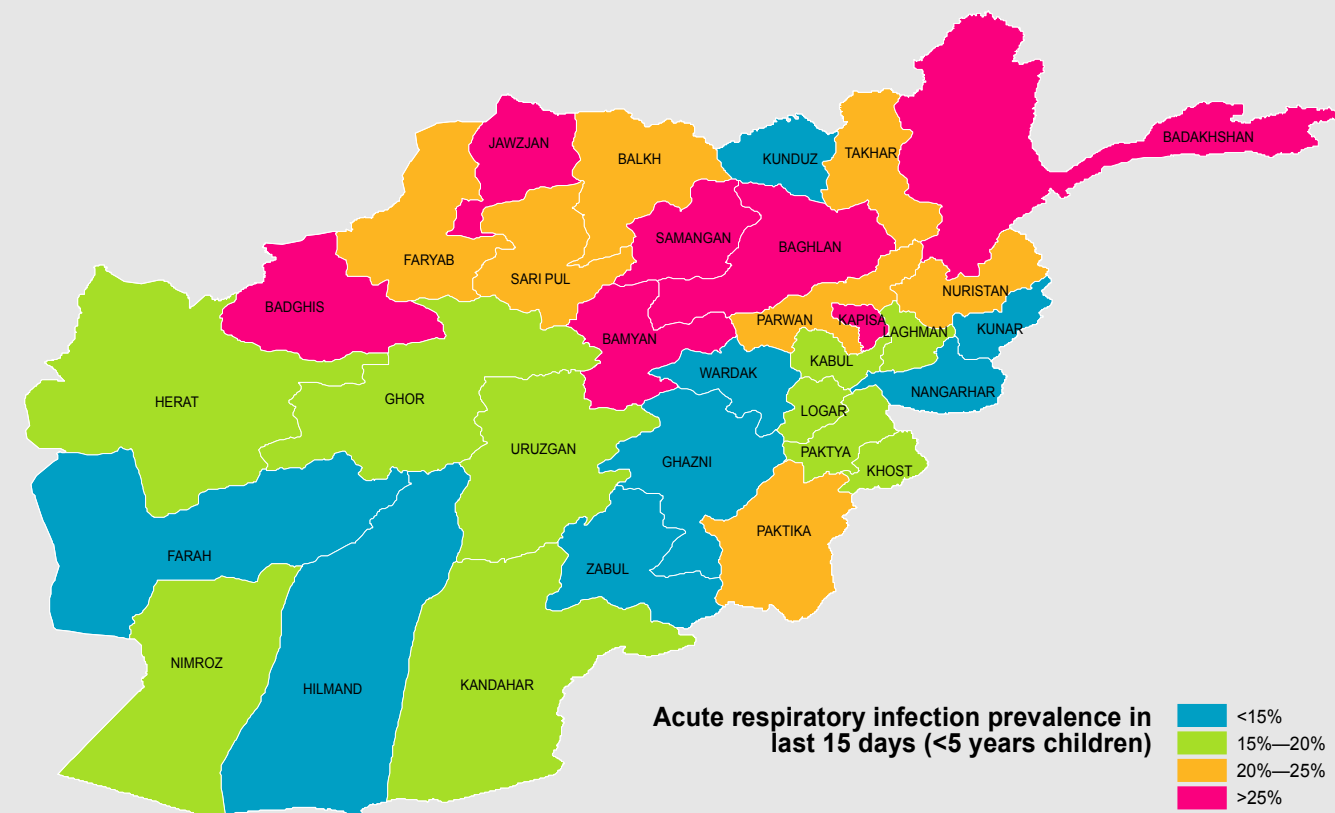 JAWZJAN
BALKH
KUNDUZ
TAKHAR
BADAKHSHAN
FARYAB
SARI PUL
SAMANGAN
BAGHLAN
BADGHIS
BAMYAN
PARWAN
KAPISA
NURISTAN
LAGHMAN
KUNAR
KABUL
WARDAK
NANGARHAR
HERAT
GHOR
LOGAR
URUZGAN
GHAZNI
PAKTYA
KHOST
PAKTIKA
FARAH
ZABUL
NIMROZ
HILMAND
KANDAHAR
Acute respiratory infection prevalence in
last 15 days (<5 years children)
<15%
15%—20%
20%—25%
>25%